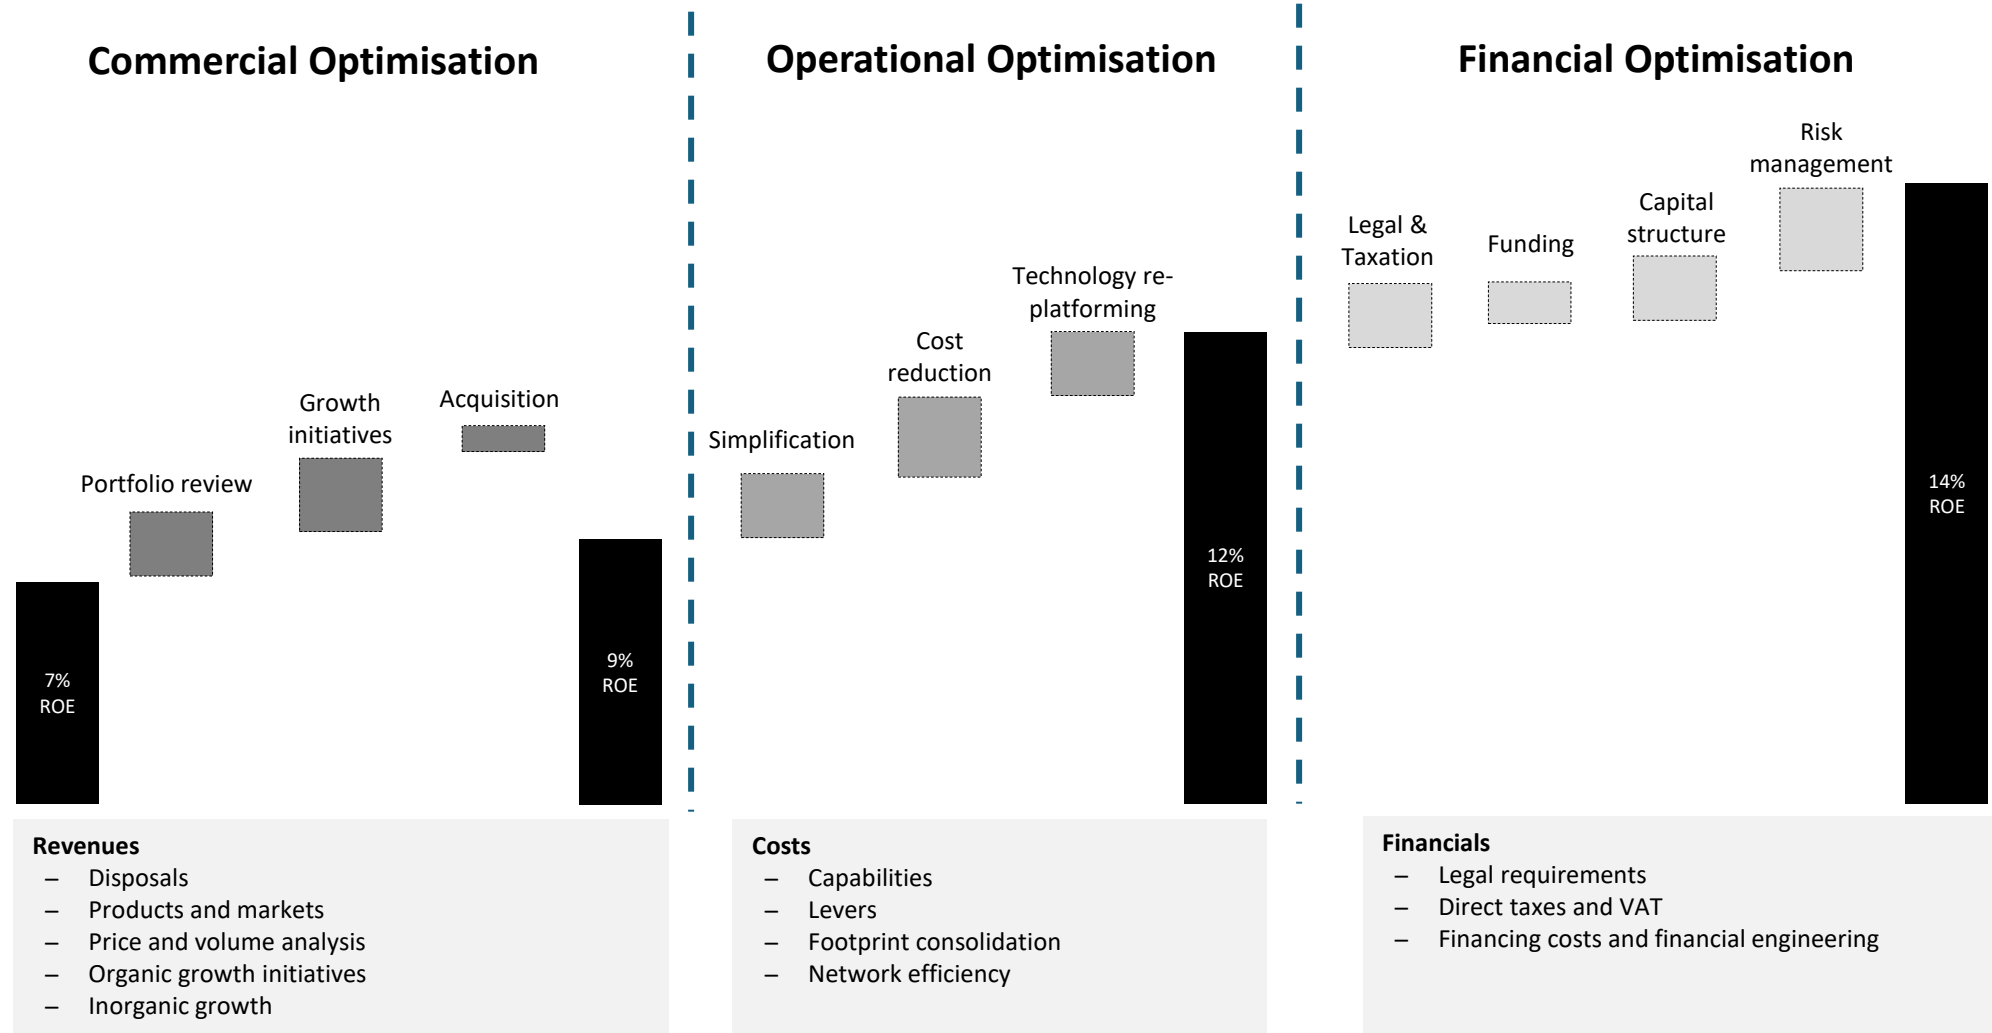 Commercial Optimisation
Portfolio review
Growth
initiatives
Acquisition
7%
ROE
9%
ROE
Revenues
– Disposals
– Products and markets
– Price and volume analysis
– Organic growth initiatives
– Inorganic growth
Operational Optimisation
Simplification
Cost
reduction
Technology re-
platforming
12%
ROE
Costs
– Capabilities
– Levers
– Footprint consolidation
– Network efficiency
Financial Optimisation
Legal &
Taxation
Funding
Capital
structure
Risk
management
14%
ROE
Financials
– Legal requirements
– Direct taxes and VAT
– Financing costs and financial engineering